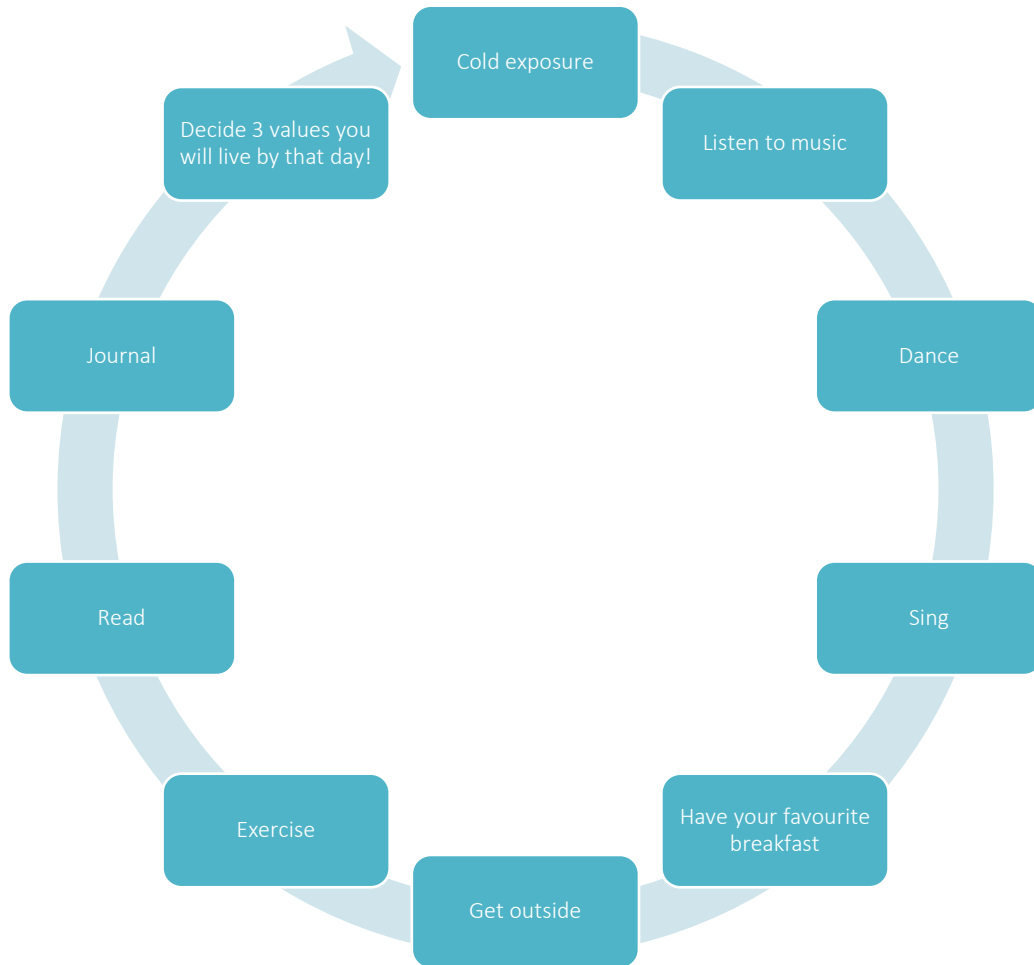 Cold exposure
Listen to music
Dance
Sing
Have your favourite
breakfast
Get outside
Exercise
Read
Journal
Decide 3 values you
will live by that day!